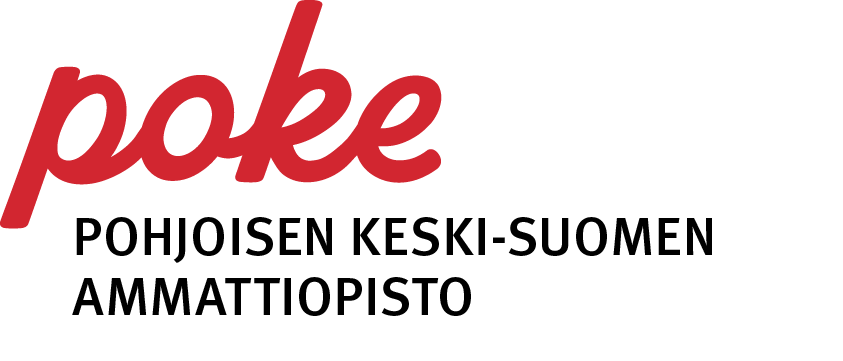 poke
POHJOISEN KESKI-SUOMEN
AMMATTIOPISTO